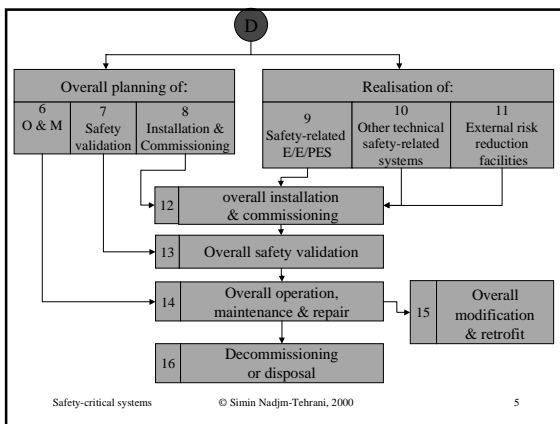 D
Overall planning of:
Realisation of:
6
O & M
7
Safety
validation
8
Installation &
Commissioning
9
Safety-related
E/E/PES
10
Other technical
safety-related
systems
11
External risk
reduction
facilities
12
overall installation
& commissioning
13
Overall safety validation
14
Overall operation,
maintenance & repair
15
Overall
modification
& retrofit
16
Decommissioning
or disposal
Safety-critical systems
© Simin Nadjm-Tehrani, 2000
5